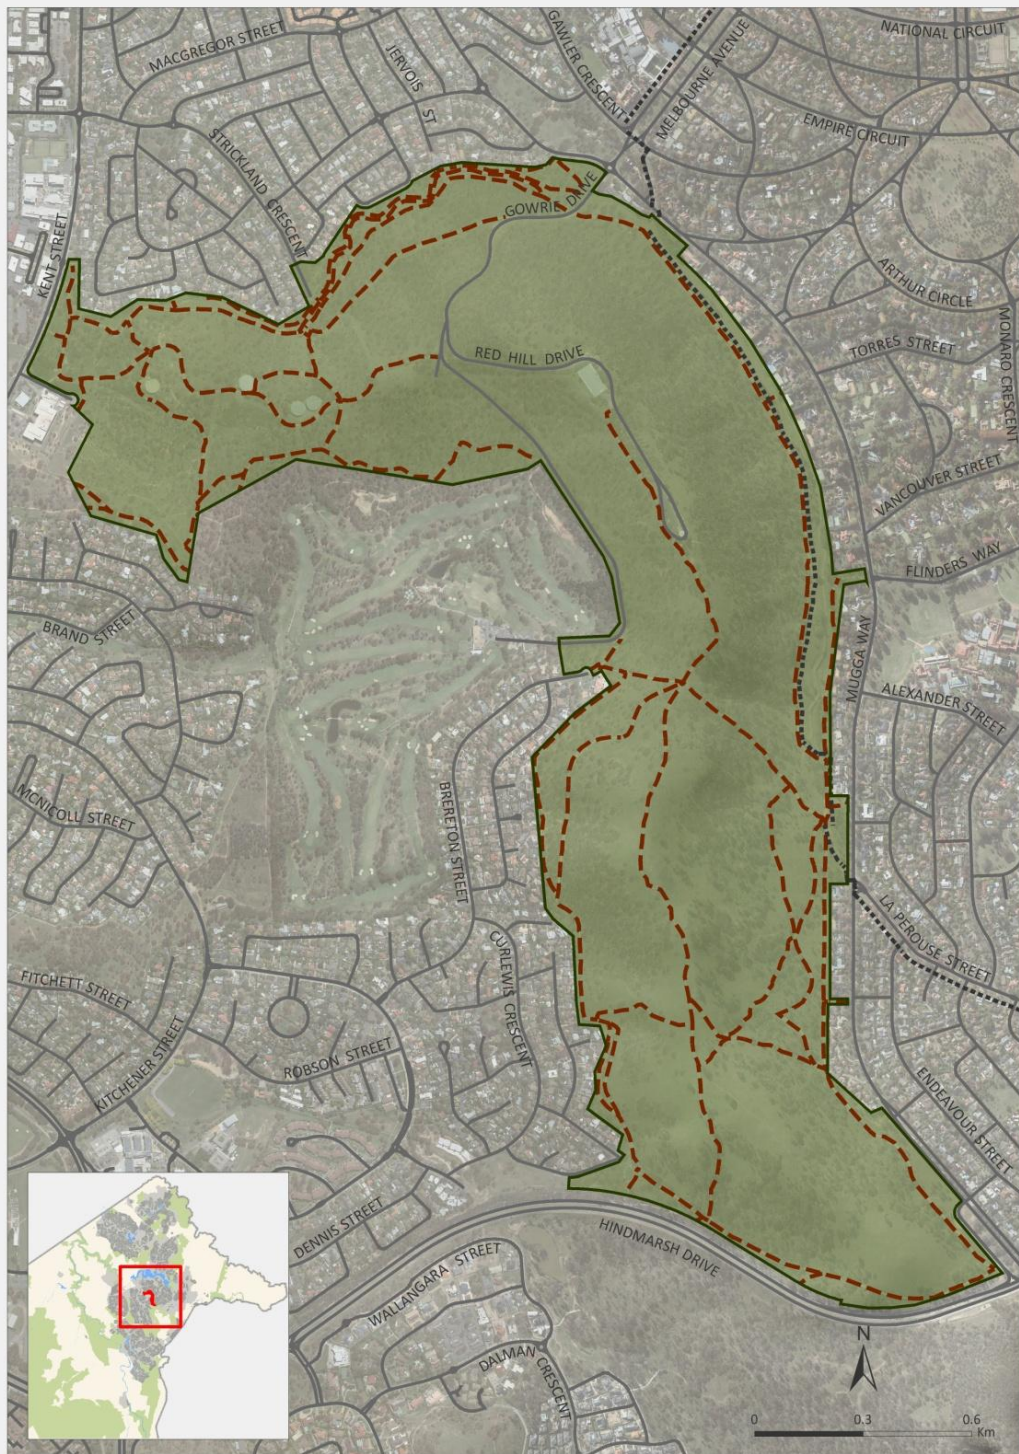 NATIONAL CIRCUIT
MACGREGOR STREET
GAWLER CRESCENT
MELBOURNE AVENUE
JERVOIS
ST
EMPIRE CIRCUIT
STRICKLAND CRESCENT
GOWRIE DRIVE
KENT STREET
ARTHUR CIRCLE
MONARO CRESCENT
TORRES STREET
RED HILL DRIVE
VANCOUVER STREET
FLINDERS WAY
BRAND STREET
MUGGA WAY
ALEXANDER STREET
MCNICOLL STREET
BRERETON STREET
LA PEROUSE STREET
CURLEWIS CRESCENT
FITCHETT STREET
ROBSON STREET
KITCHENER STREET
ENDEAVOUR STREET
DENNIS STREET
HINDMARSH DRIVE
WALLANGARA STREET
DALMAN CRESCENT
N
0 0.3 0.6
Km